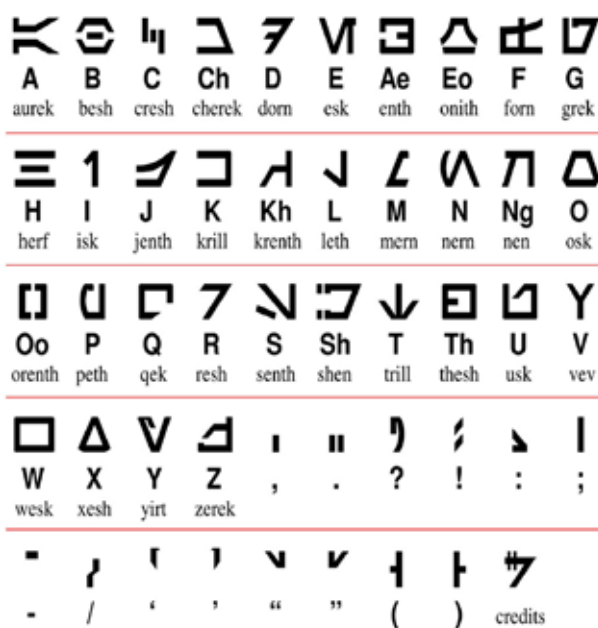 A B C Ch D E Ae Eo F G
aurek besh cresh cherek dorn esk enth onith forn grek
H I J K Kh L M N Ng O
herf isk jenth krill krenth leth mern nern nen osk
Oo P Q R S Sh T Th U V
orenth peth qek resh senth shen trill thesh usk vev
W X Y Z , . ? ! : ;
wesk xesh yirt zerek
- / ‘ ’ “ ” ( ) credits